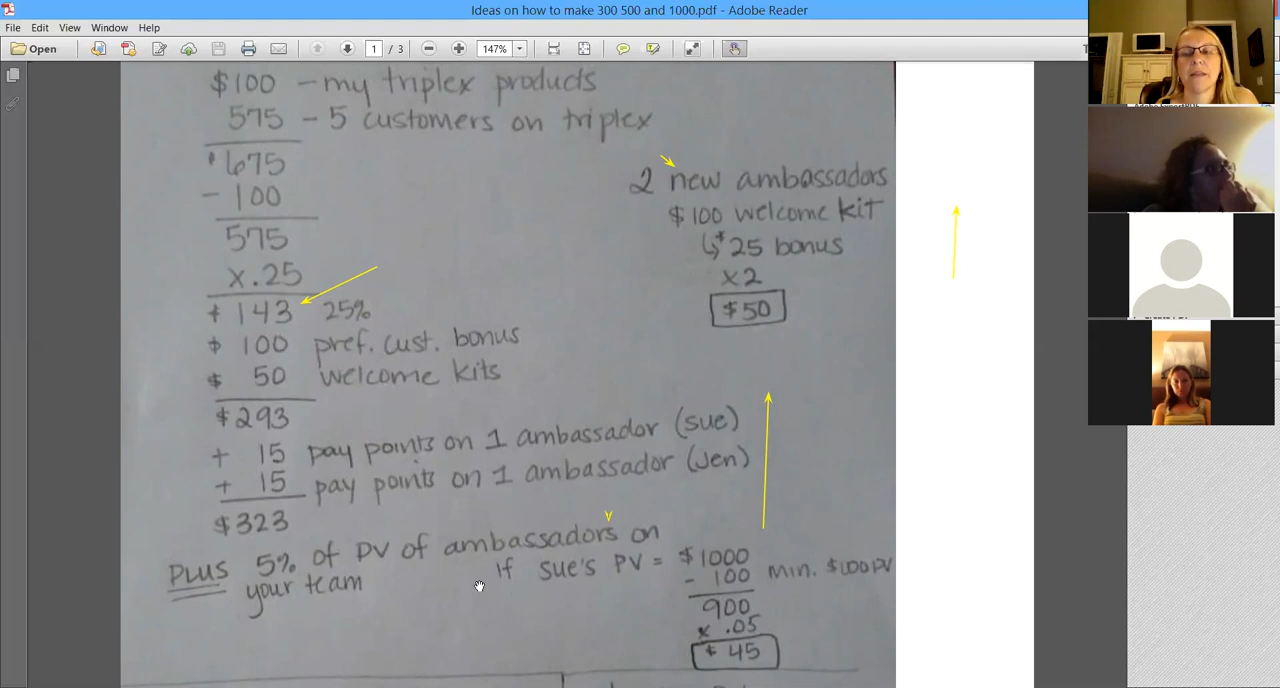 Ideas on how to make 300 500 and 1000.pdf - Adobe Reader
File Edit View Window Help
Open 1 / 3 147%
$100 - my triplex products
575 - 5 customers on triplex
$675
- 100
575
x.25
$143 25%
$100 pref. cust. bonus
$50 welcome kits
$293
+ 15 pay points on 1 ambassador (sue)
+ 15 pay points on 1 ambassador (Jen)
$323
PLUS 5% of PV of ambassadors on
your team
2 new ambassadors
$100 welcome kit
↳ $25 bonus
x2
$50
If sue's PV = $1000
- 100 min. $100PV
900
x .05
$45